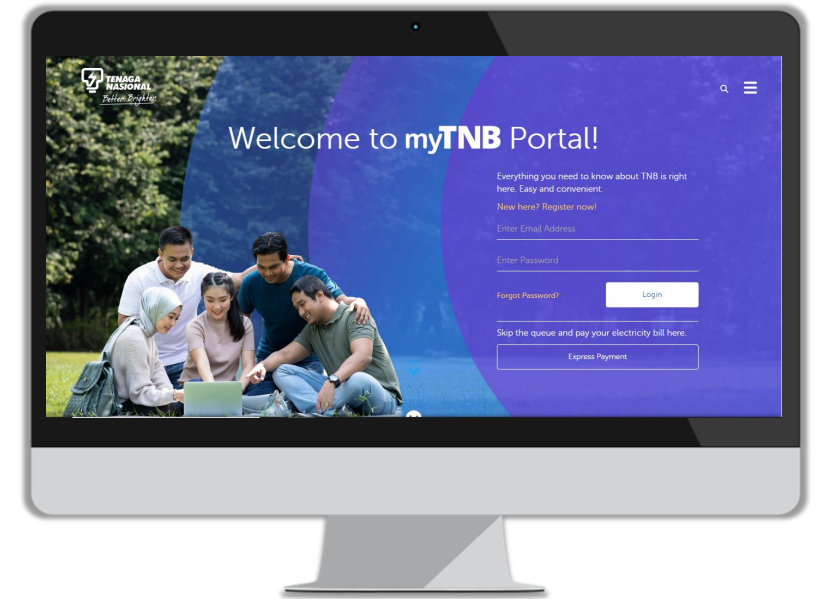 TENAGA
NASIONAL
Better. Brighter.
Welcome to myTNB Portal!
Everything you need to know about TNB is right
here. Easy and convenient.
New here? Register now!
Enter Email Address
Enter Password
Forgot Password?
Login
Skip the queue and pay your electricity bill here.
Express Payment